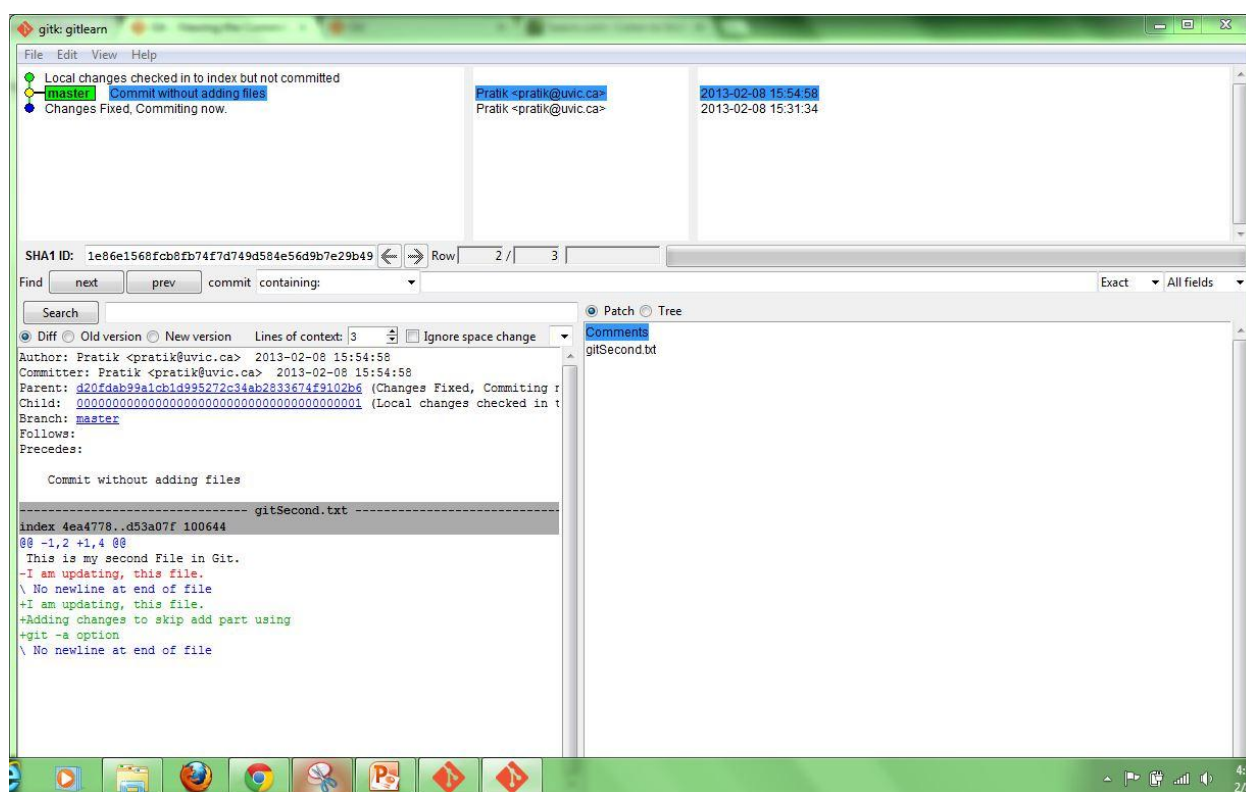 gitk: gitlearn
File Edit View Help
Local changes checked in to index but not committed
master Commit without adding files Pratik <pratik@uvic.ca> 2013-02-08 15:54:58
Changes Fixed, Commiting now. Pratik <pratik@uvic.ca> 2013-02-08 15:31:34
SHA1 ID: 1e86e1568fcb8fb74f7d749d584e56d9b7e29b49 Row 2 / 3
Find next prev commit containing: Exact All fields
Search
Patch Tree
Diff Old version New version Lines of context: 3 Ignore space change
Comments
gitSecond.txt
Author: Pratik <pratik@uvic.ca> 2013-02-08 15:54:58
Committer: Pratik <pratik@uvic.ca> 2013-02-08 15:54:58
Parent: d20fdab99a1cb1d995272c34ab2833674f9102b6 (Changes Fixed, Commiting
Child: 0000000000000000000000000000000000000001 (Local changes checked in t
Branch: master
Follows:
Precedes:
Commit without adding files
---------------------------- gitSecond.txt ----------------------------
index 4ea4778..d53a07f 100644
@@ -1,2 +1,4 @@
This is my second File in Git.
-I am updating, this file.
\ No newline at end of file
+I am updating, this file.
+Adding changes to skip add part using
+git -a option
\ No newline at end of file